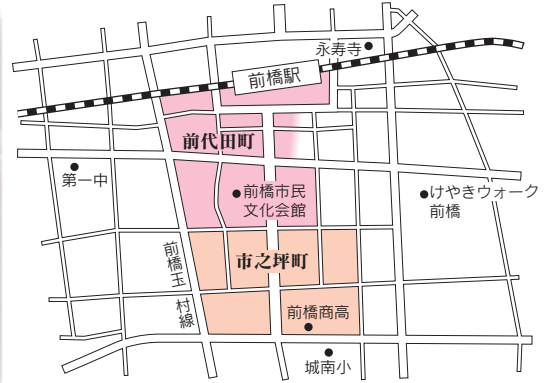 永寿寺
前橋駅
前代田町
第一中
前橋市民
文化会館
けやきウォーク
前橋
前橋玉村線
市之坪町
前橋商高
城南小